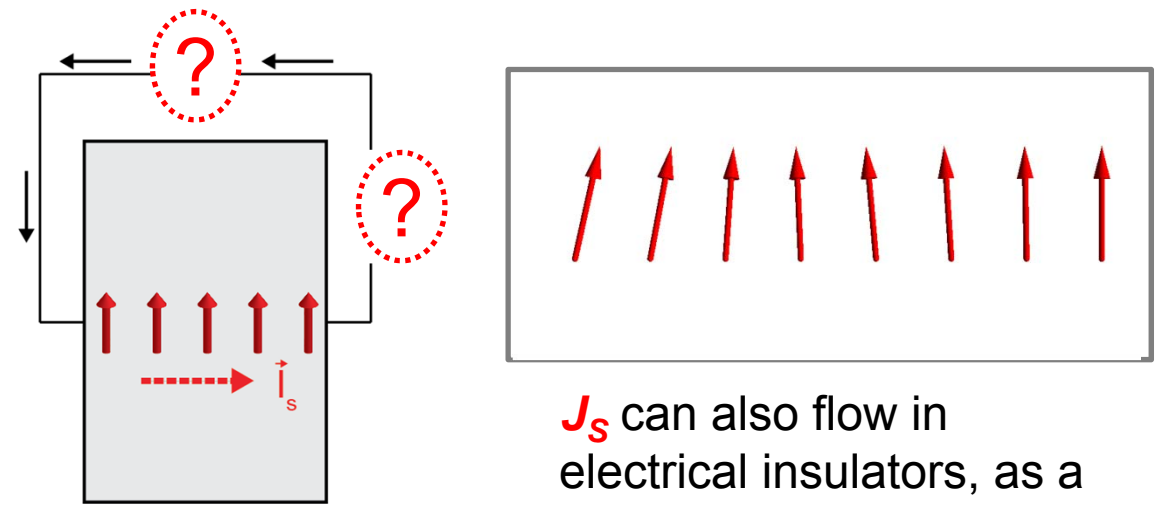 ?
?
I s
J S can also flow in
electrical insulators, as a